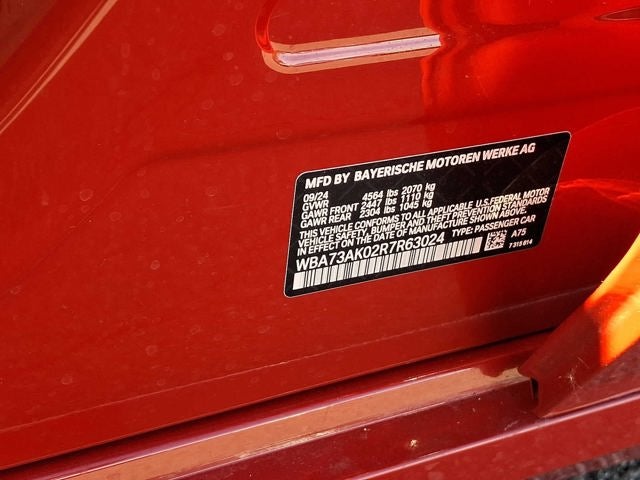 MFD BY BAYERISCHE MOTOREN WERKE AG
09/24
GVWR 4564 lbs 2070 kg
GAWR FRONT 2447 lbs 1110 kg
GAWR REAR 2304 lbs 1045 kg
THIS VEHICLE CONFORMS TO ALL APPLICABLE U.S.FEDERAL MOTOR
VEHICLE SAFETY, BUMPER AND THEFT PREVENTION STANDARDS
IN EFFECT ON THE DATE OF MANUFACTURE SHOWN ABOVE.
WBA73AK02R7R63024 TYPE: PASSENGER CAR
A75
7315814